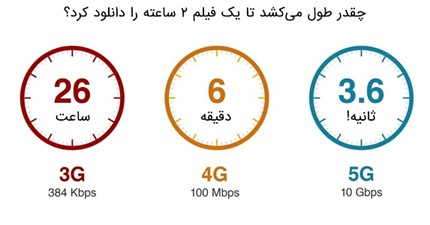 چقدر طول می‌کشد تا یک فیلم ۲ ساعته را دانلود کرد؟
26
ساعت
3G
384 Kbps
6
دقیقه
4G
100 Mbps
3.6
ثانیه!
5G
10 Gbps